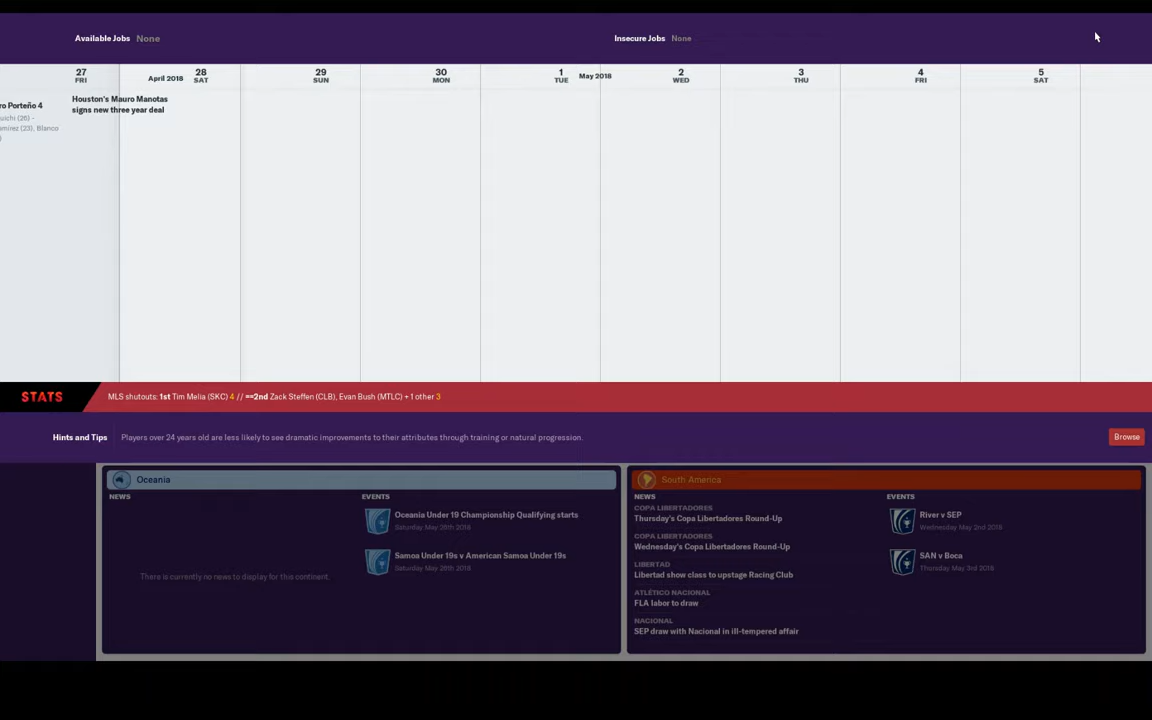 Available Jobs None
Insecure Jobs None
27 FRI
April 2018
28 SAT
29 SUN
30 MON
1 TUE
May 2018
2 WED
3 THU
4 FRI
5 SAT
ro Porteño 4
uichi (26) -
amirez (23), Blanco
)
Houston's Mauro Manotas
signs new three year deal
STATS
MLS shutouts: 1st Tim Melia (SKC) 4 // ==2nd Zack Steffen (CLB), Evan Bush (MTLC) + 1 other 3
Hints and Tips
Players over 24 years old are less likely to see dramatic improvements to their attributes through training or natural progression.
Browse
Oceania
NEWS
There is currently no news to display for this continent.
EVENTS
Oceania Under 19 Championship Qualifying starts
Saturday May 26th 2018
Samoa Under 19s v American Samoa Under 19s
Saturday May 26th 2018
South America
NEWS
COPA LIBERTADORES
Thursday's Copa Libertadores Round-Up
COPA LIBERTADORES
Wednesday's Copa Libertadores Round-Up
LIBERTAD
Libertad show class to upstage Racing Club
ATLÉTICO NACIONAL
FLA labor to draw
NACIONAL
SEP draw with Nacional in ill-tempered affair
EVENTS
River v SEP
Wednesday May 2nd 2018
SAN v Boca
Thursday May 3rd 2018